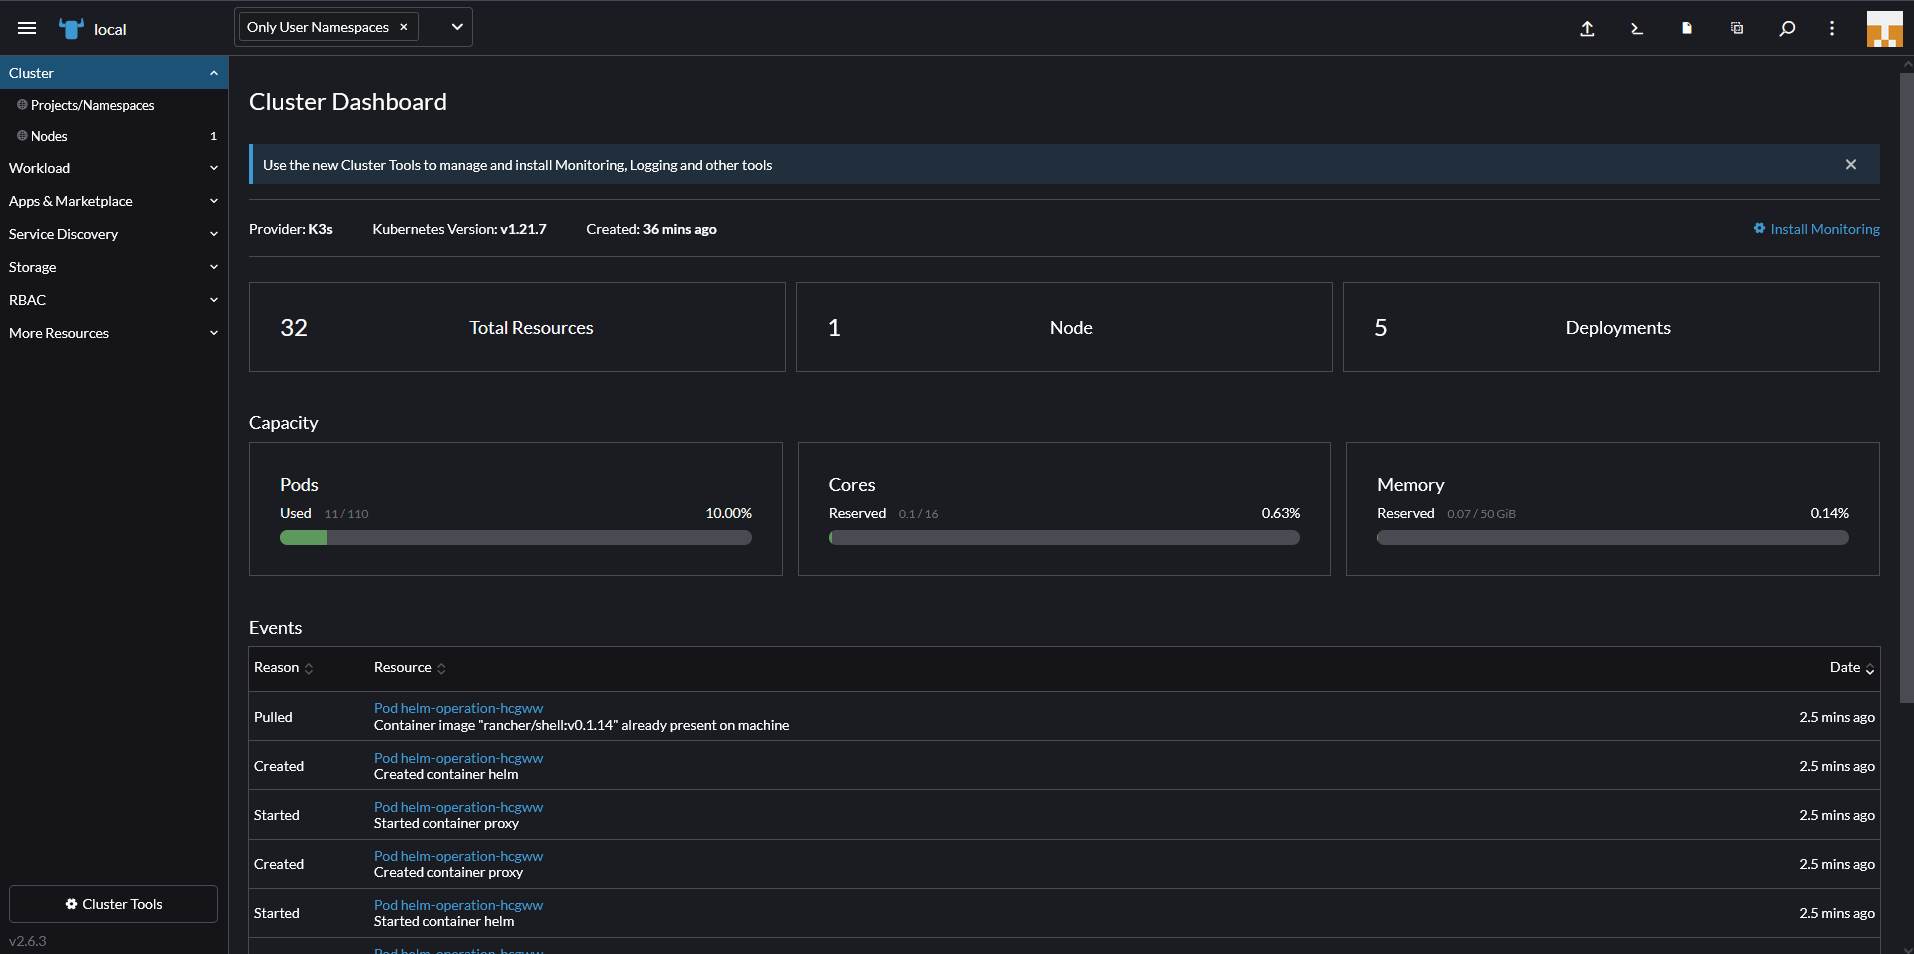 local
Only User Namespaces ×
Cluster
Projects/Namespaces
Nodes 1
Workload
Apps & Marketplace
Service Discovery
Storage
RBAC
More Resources
Cluster Tools
v2.6.3
Cluster Dashboard
Use the new Cluster Tools to manage and install Monitoring, Logging and other tools
Provider: K3s Kubernetes Version: v1.21.7 Created: 36 mins ago Install Monitoring
32 Total Resources 1 Node 5 Deployments
Capacity
Pods
Used 11 / 110 10.00%
Cores
Reserved 0.1 / 16 0.63%
Memory
Reserved 0.07 / 50 GiB 0.14%
Events
Reason Resource Date
Pulled Pod helm-operation-hcgww 2.5 mins ago
Container image "rancher/shell:v0.1.14" already present on machine
Created Pod helm-operation-hcgww 2.5 mins ago
Created container helm
Started Pod helm-operation-hcgww 2.5 mins ago
Started container proxy
Created Pod helm-operation-hcgww 2.5 mins ago
Created container proxy
Started Pod helm-operation-hcgww 2.5 mins ago
Started container helm
Pod helm-operation-hcgww